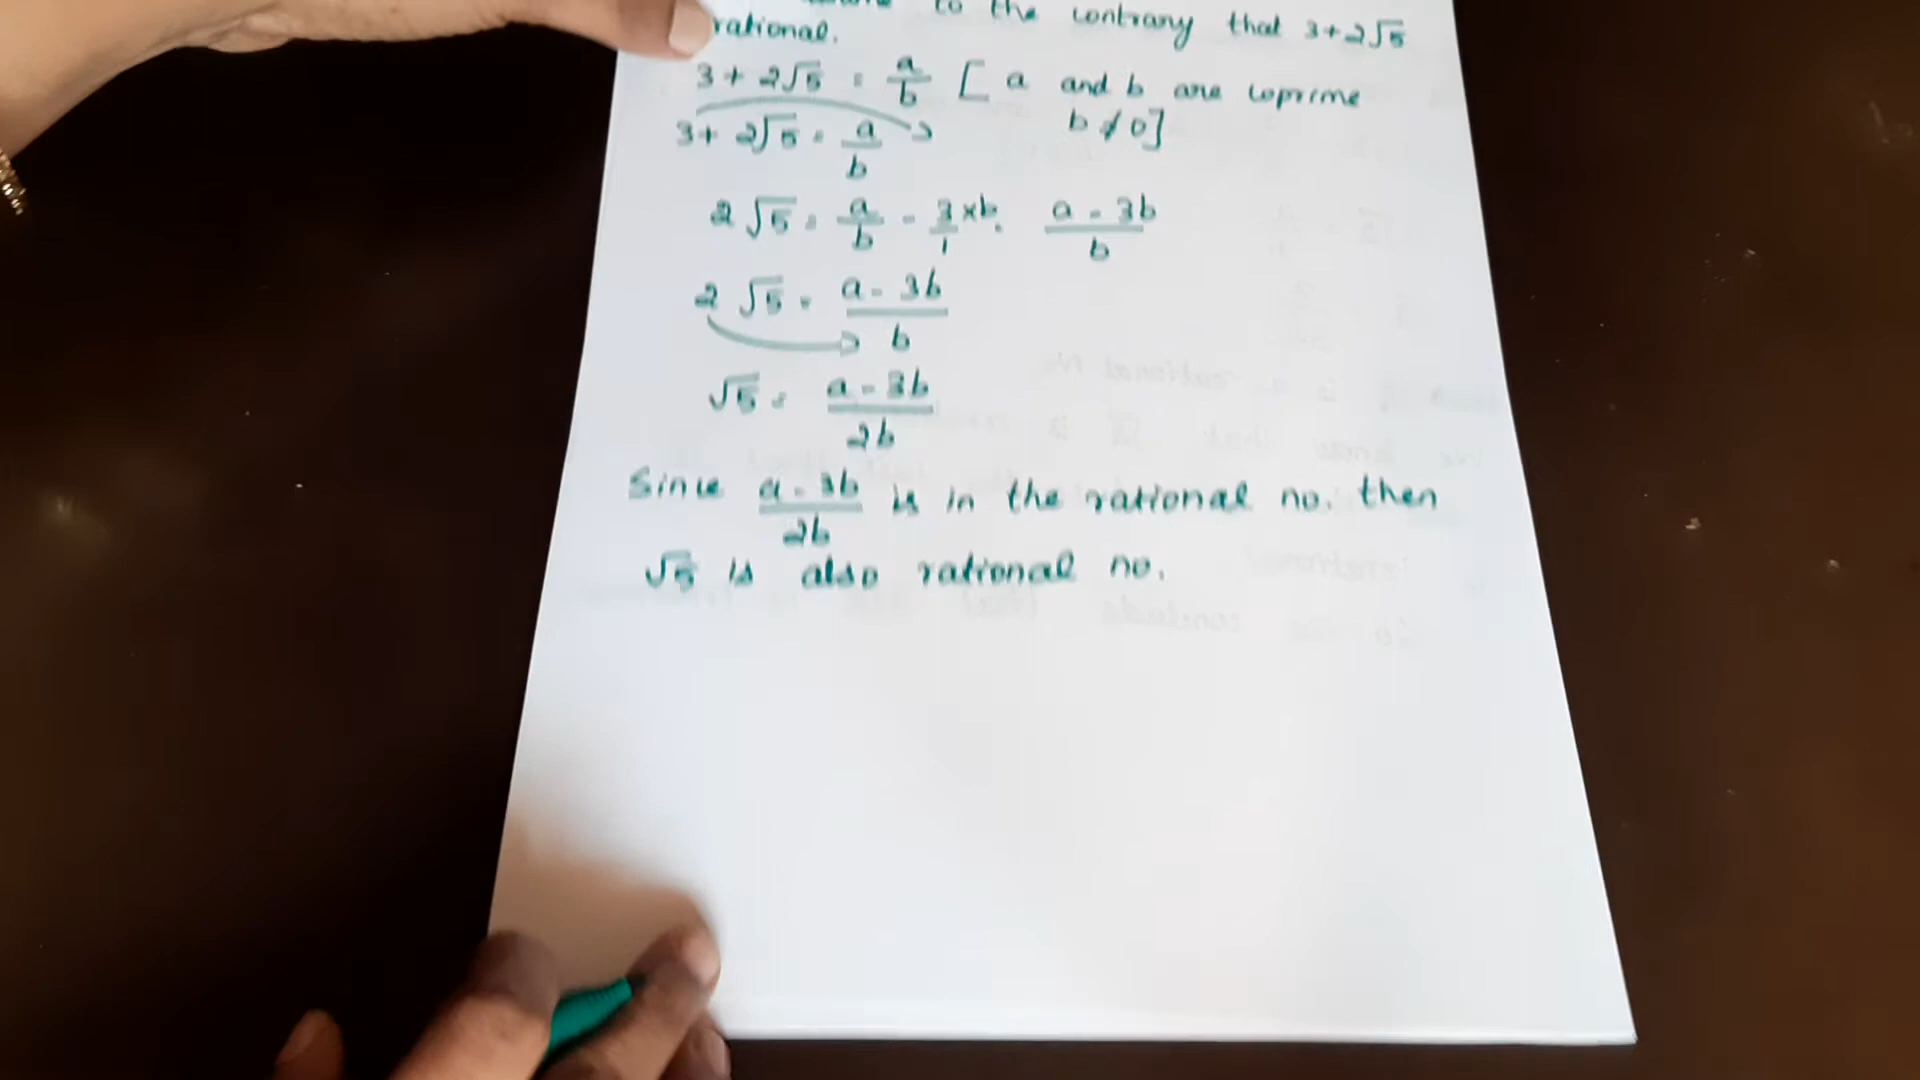 to the contrary that 3+2√5
rational.
3 + 2√5 = a/b [ a and b are coprime
b ≠ 0]
3+ 2√5 = a/b
2 √5 = a/b - 3/1 ×b. a - 3b/b
2 √5 = a - 3b/b
√5 = a - 3b/2b
Since a - 3b/2b is in the rational no. then
√5 is also rational no.